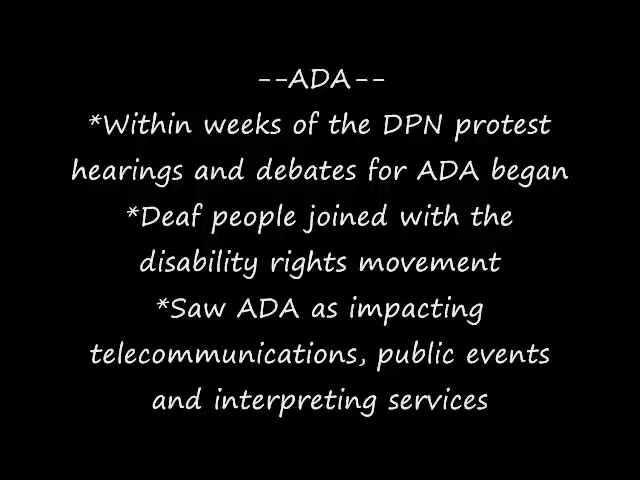 --ADA--
*Within weeks of the DPN protest
hearings and debates for ADA began
*Deaf people joined with the
disability rights movement
*Saw ADA as impacting
telecommunications, public events
and interpreting services